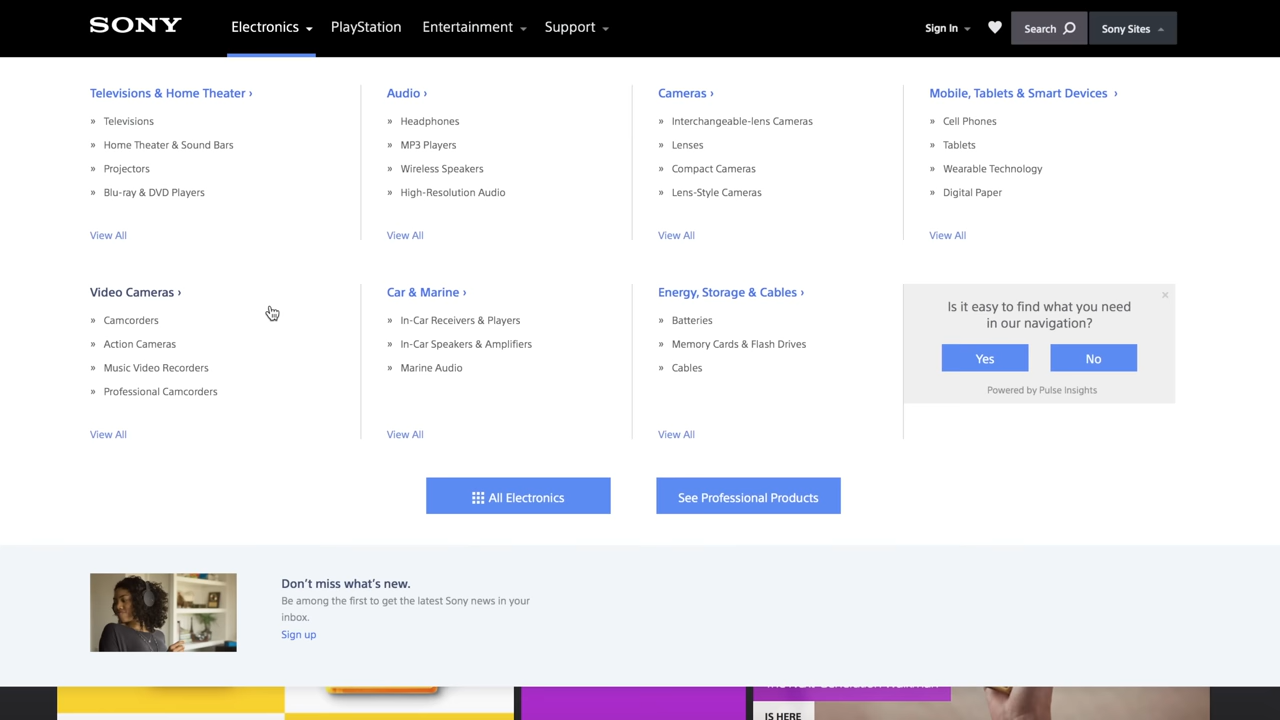 SONY
Electronics
PlayStation
Entertainment
Support
Sign In
Search
Sony Sites
Televisions & Home Theater ›
» Televisions
» Home Theater & Sound Bars
» Projectors
» Blu-ray & DVD Players
View All
Audio ›
» Headphones
» MP3 Players
» Wireless Speakers
» High-Resolution Audio
View All
Cameras ›
» Interchangeable-lens Cameras
» Lenses
» Compact Cameras
» Lens-Style Cameras
View All
Mobile, Tablets & Smart Devices ›
» Cell Phones
» Tablets
» Wearable Technology
» Digital Paper
View All
Video Cameras ›
» Camcorders
» Action Cameras
» Music Video Recorders
» Professional Camcorders
View All
Car & Marine ›
» In-Car Receivers & Players
» In-Car Speakers & Amplifiers
» Marine Audio
View All
Energy, Storage & Cables ›
» Batteries
» Memory Cards & Flash Drives
» Cables
View All
×
Is it easy to find what you need
in our navigation?
Yes
No
Powered by Pulse Insights
All Electronics
See Professional Products
Don't miss what's new.
Be among the first to get the latest Sony news in your
inbox.
Sign up
IS HERE